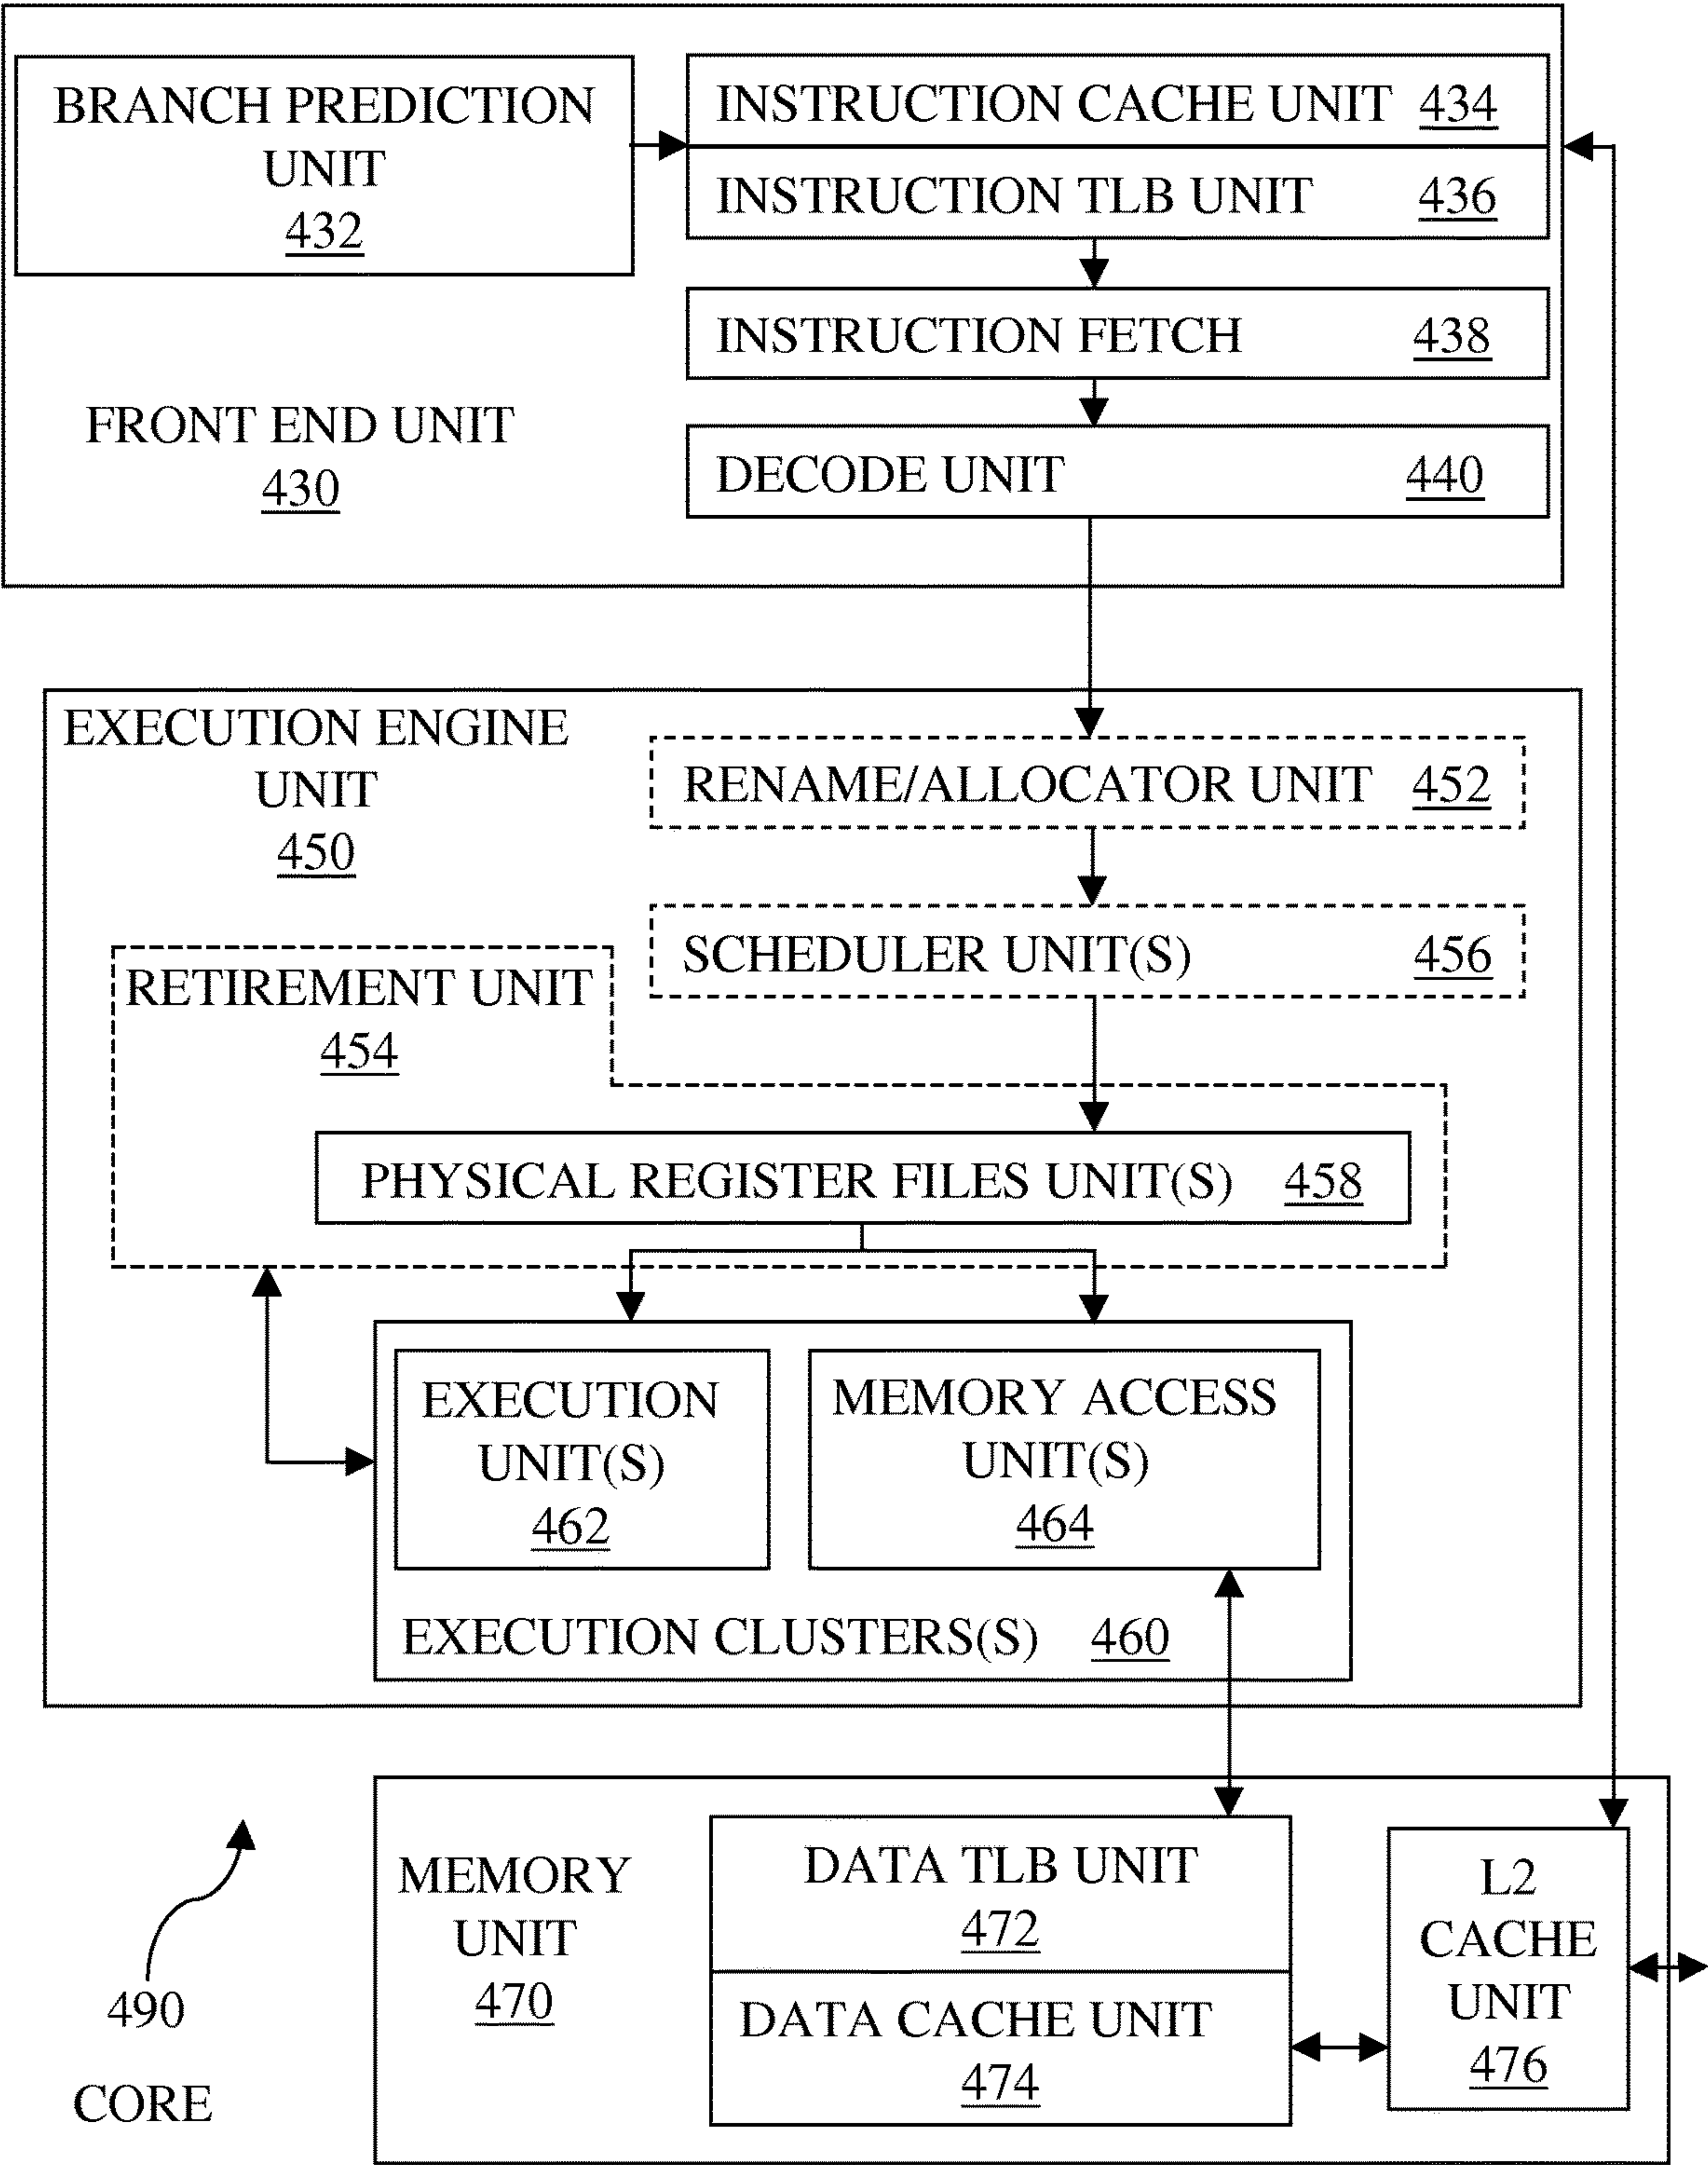 BRANCH PREDICTION
UNIT
432
INSTRUCTION CACHE UNIT 434
INSTRUCTION TLB UNIT 436
INSTRUCTION FETCH 438
DECODE UNIT 440
FRONT END UNIT
430
EXECUTION ENGINE
UNIT
450
RENAME/ALLOCATOR UNIT 452
SCHEDULER UNIT(S) 456
RETIREMENT UNIT
454
PHYSICAL REGISTER FILES UNIT(S) 458
EXECUTION
UNIT(S)
462
MEMORY ACCESS
UNIT(S)
464
EXECUTION CLUSTERS(S) 460
MEMORY
UNIT
470
DATA TLB UNIT
472
DATA CACHE UNIT
474
L2
CACHE
UNIT
476
490
CORE